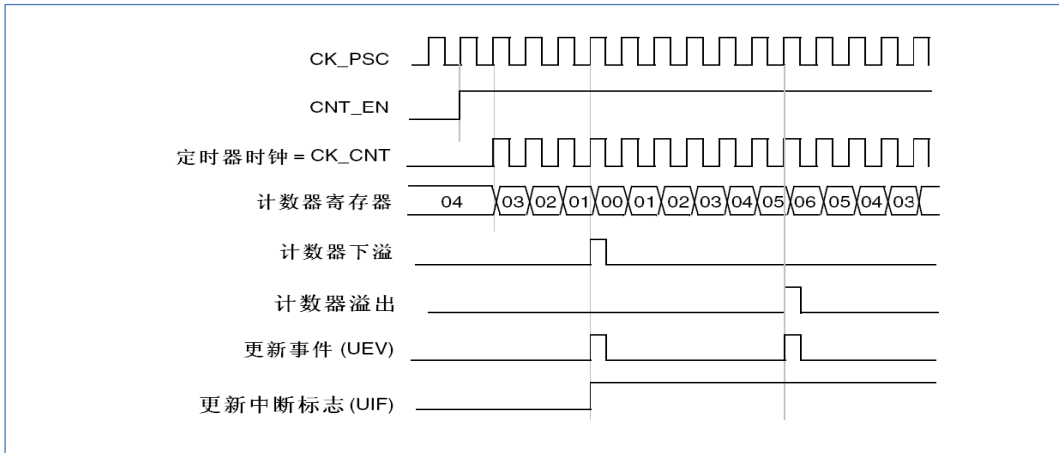 CK_PSC
CNT_EN
定时器时钟 = CK_CNT
计数器寄存器 04 03 02 01 00 01 02 03 04 05 06 05 04 03
计数器下溢
计数器溢出
更新事件 (UEV)
更新中断标志 (UIF)